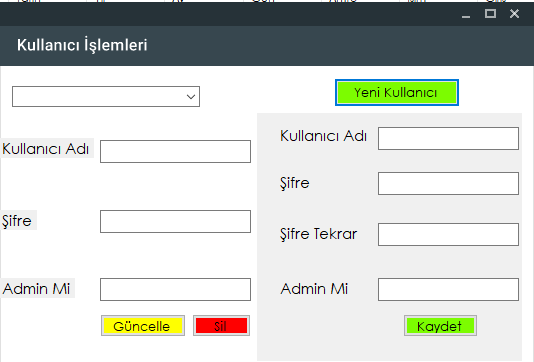 Kullanıcı İşlemleri
Yeni Kullanıcı
Kullanıcı Adı
Şifre
Admin Mi
Güncelle
Sil
Kullanıcı Adı
Şifre
Şifre Tekrar
Admin Mi
Kaydet